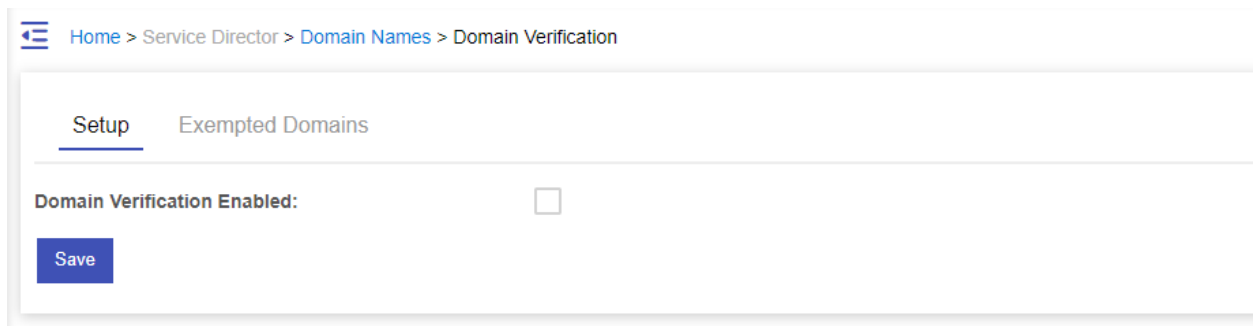 Home > Service Director > Domain Names > Domain Verification
Setup Exempted Domains
Domain Verification Enabled:
Save